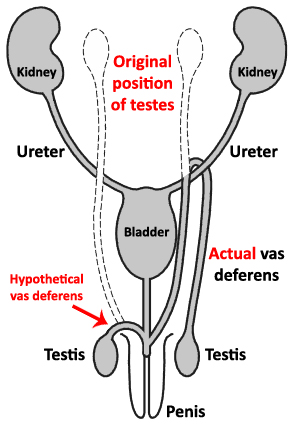 Kidney
Kidney
Original
position
of testes
Ureter
Ureter
Bladder
Actual vas
deferens
Hypothetical
vas deferens
Testis
Testis
Penis